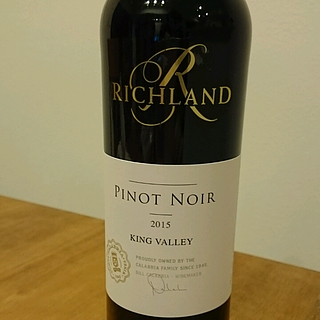 R
RICHLAND
PINOT NOIR
2015
KING VALLEY
PROUDLY OWNED BY THE
CALABRIA FAMILY SINCE 1945